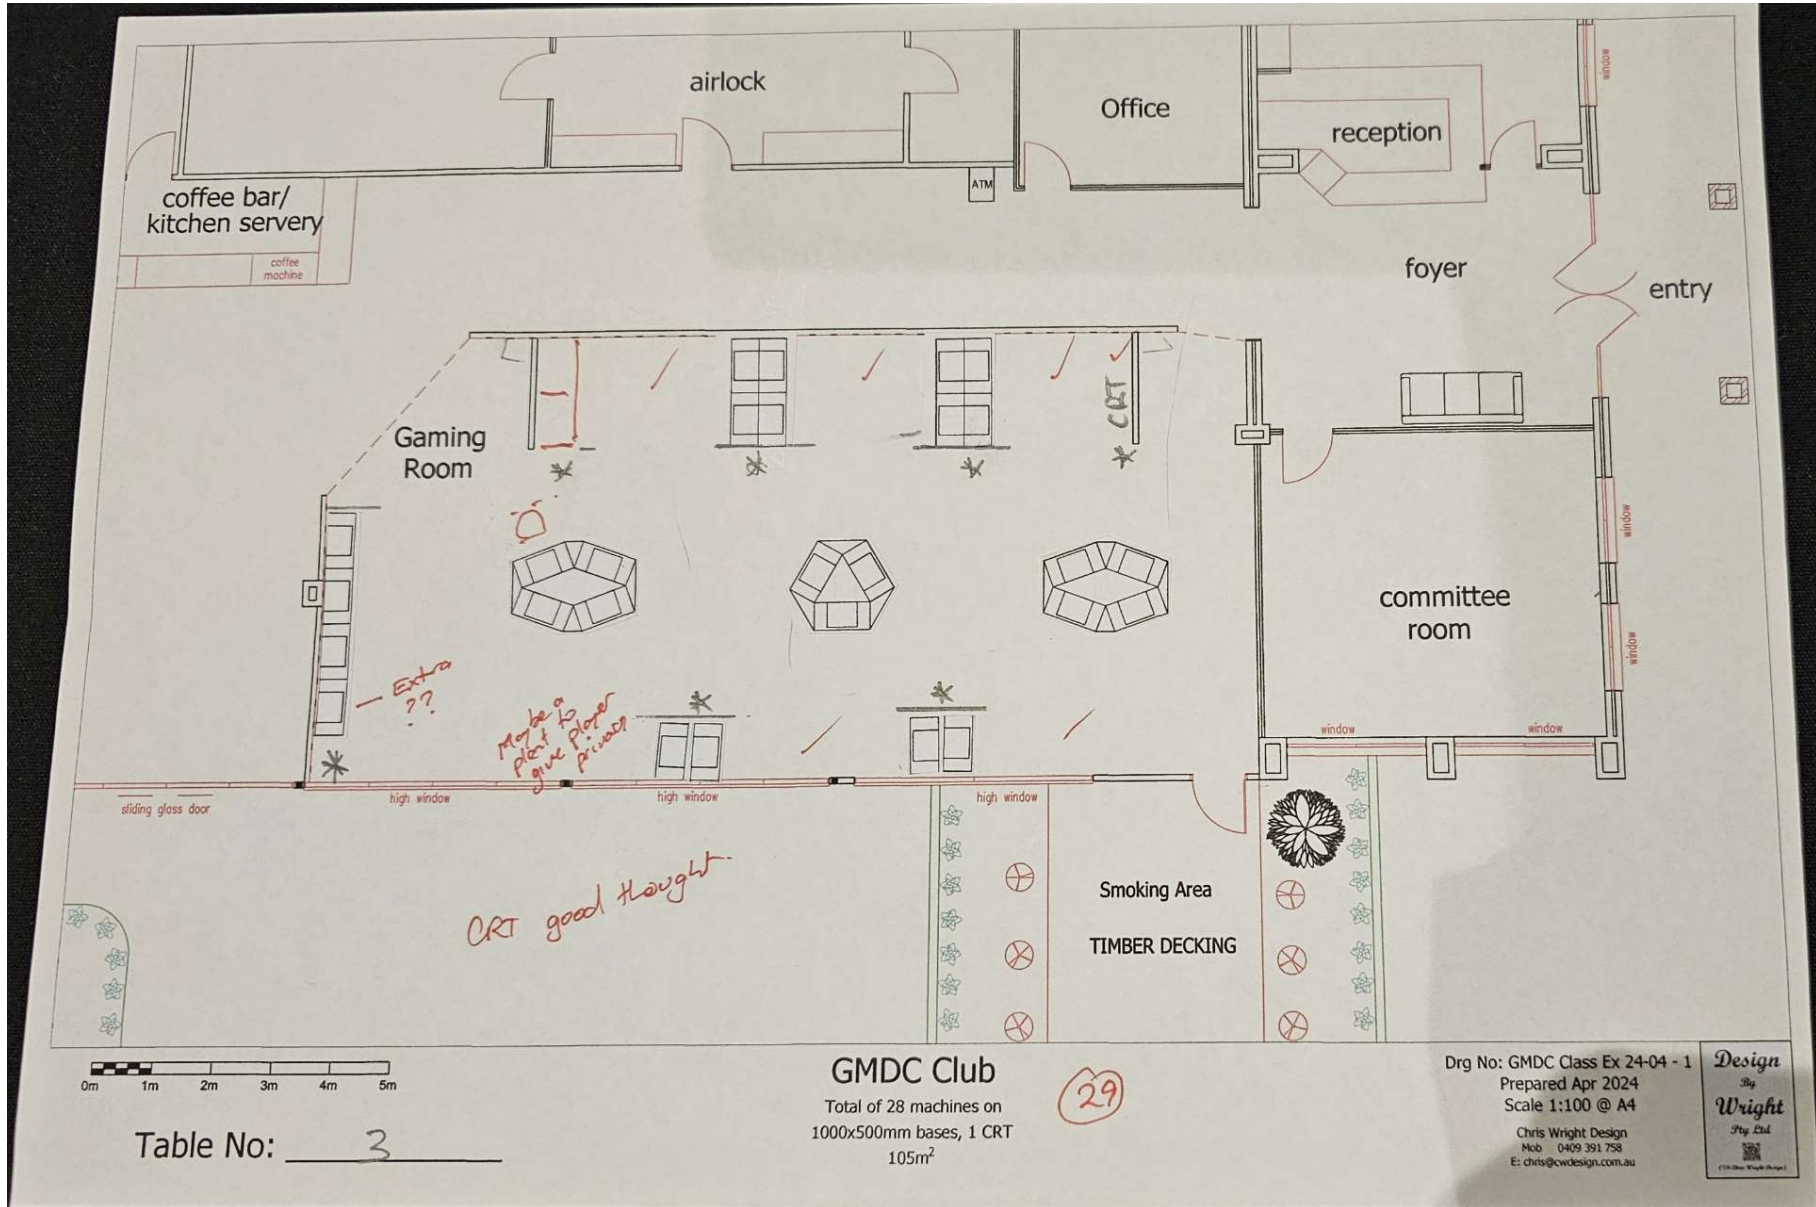 airlock
Office
reception
window
ATM
coffee bar/
kitchen servery
coffee
machine
foyer
entry
CRT
Gaming
Room
window
committee
room
window
Extra
??
Maybe a
plant to
give player
privacy
window
window
sliding glass door
high window
high window
high window
CRT good thought
Smoking Area
TIMBER DECKING
0m 1m 2m 3m 4m 5m
Table No: 3
GMDC Club
Total of 28 machines on
1000x500mm bases, 1 CRT
105m²
29
Drg No: GMDC Class Ex 24-04 - 1
Prepared Apr 2024
Scale 1:100 @ A4
Chris Wright Design
Mob 0409 391 758
E: chris@cwdesign.com.au
Design
By
Wright
Pty Ltd